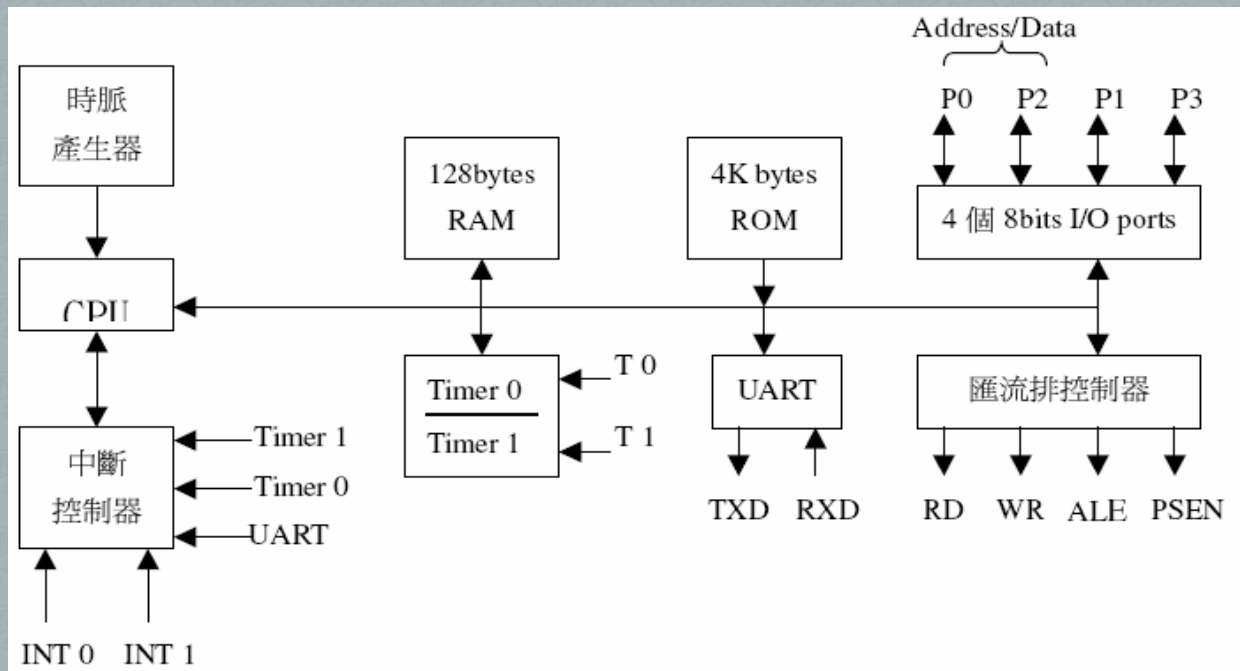 Address/Data
P0 P2 P1 P3
時脈
產生器
128bytes
RAM
4K bytes
ROM
4 個 8bits I/O ports
CPU
Timer 0
Timer 1
T 0
T 1
UART
匯流排控制器
中斷
控制器
Timer 1
Timer 0
UART
TXD RXD
RD WR ALE PSEN
INT 0 INT 1